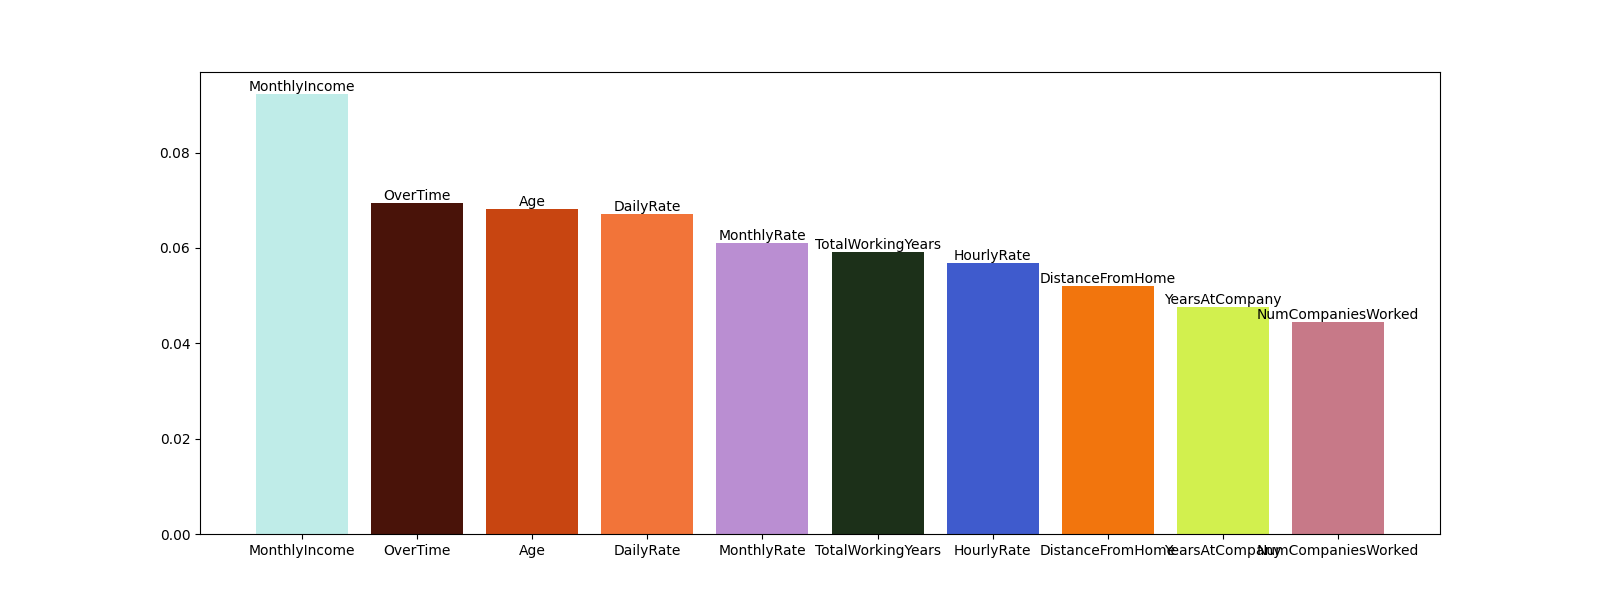 MonthlyIncome
OverTime
Age
DailyRate
MonthlyRate
TotalWorkingYears
HourlyRate
DistanceFromHome
YearsAtCompany
NumCompaniesWorked
0.08
0.06
0.04
0.02
0.00
MonthlyIncome OverTime Age DailyRate MonthlyRate TotalWorkingYears HourlyRate DistanceFromHome YearsAtCompany NumCompaniesWorked